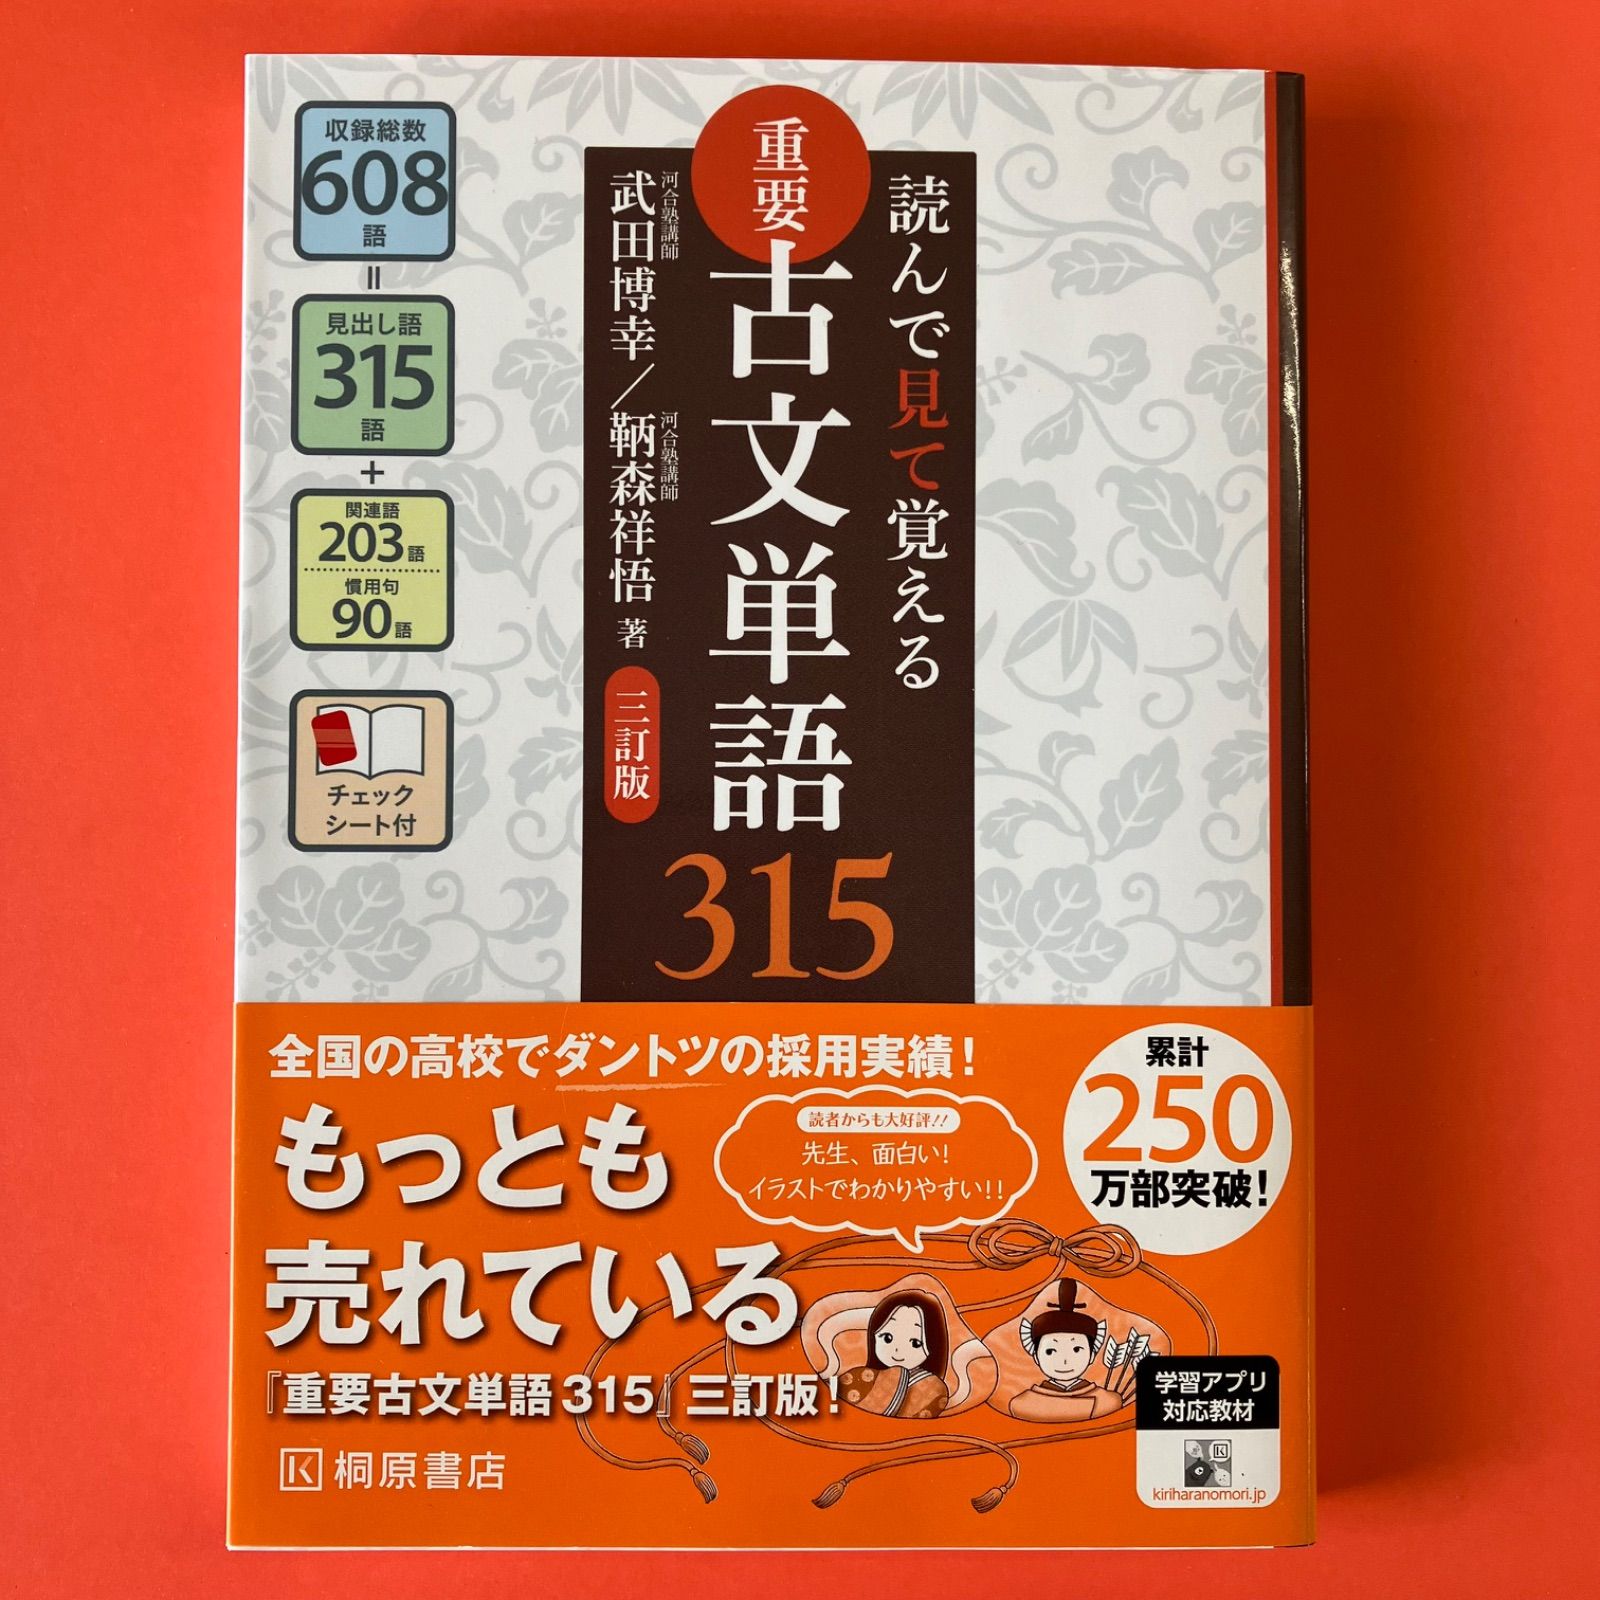 読んで見て覚える
重要
古文単語
315
河合塾講師
武田博幸／
河合塾講師
鞆森祥悟 著
三訂版
収録総数
608
語
=
見出し語
315
語
+
関連語
203語
慣用句
90語
チェック
シート付
全国の高校でダントツの採用実績！
もっとも
売れている
『重要古文単語315』三訂版！
K 桐原書店
読者からも大好評!!
先生、面白い！
イラストでわかりやすい！！
累計
250
万部突破！
学習アプリ
対応教材
K
kiriharanomori.jp